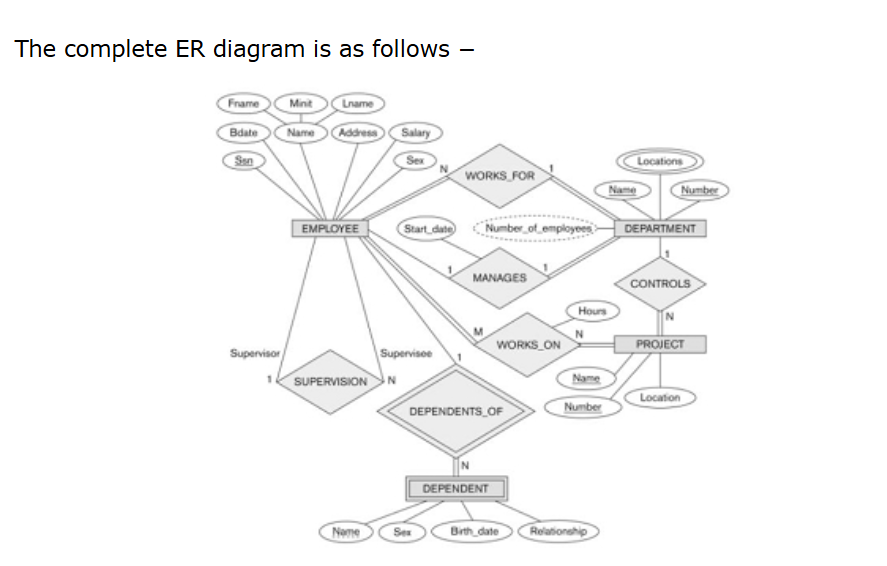 The complete ER diagram is as follows −
Fname Minit Lname
Bdate Name Address Salary
Ssn Sex
N WORKS_FOR 1
Locations
Name Number
EMPLOYEE Start_date Number_of_employees DEPARTMENT
1 MANAGES 1
1
CONTROLS
Hours
N
M WORKS_ON N PROJECT
Supervisor Supervisee
1
1 SUPERVISION N
Name
Number Location
DEPENDENTS_OF
N
DEPENDENT
Name Sex Birth_date Relationship